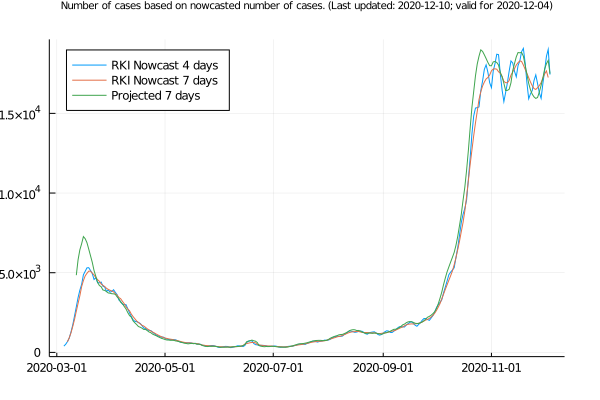 Number of cases based on nowcasted number of cases. (Last updated: 2020-12-10; valid for 2020-12-04)
RKI Nowcast 4 days
RKI Nowcast 7 days
Projected 7 days
1.5×10⁴
1.0×10⁴
5.0×10³
0
2020-03-01 2020-05-01 2020-07-01 2020-09-01 2020-11-01